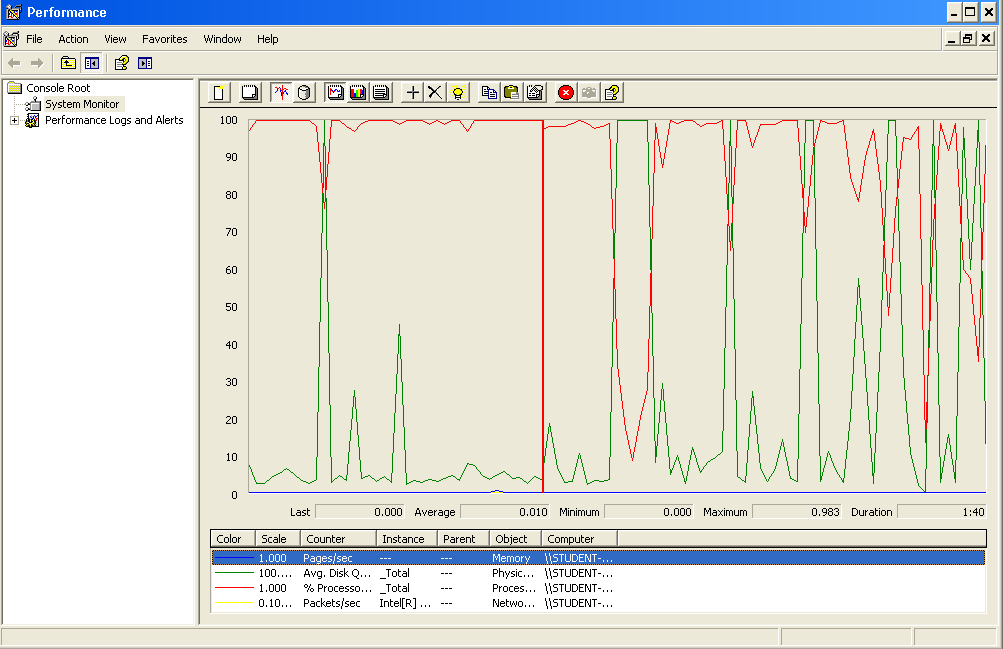 Performance
File Action View Favorites Window Help
Console Root
System Monitor
Performance Logs and Alerts
100
90
80
70
60
50
40
30
20
10
0
Last 0.000 Average 0.010 Minimum 0.000 Maximum 0.983 Duration 1:40
Color Scale Counter Instance Parent Object Computer
1.000 Pages/sec --- --- Memory \\STUDENT-...
100.... Avg. Disk Q... _Total --- Physic... \\STUDENT-...
1.000 % Processo... _Total --- Proces... \\STUDENT-...
0.10... Packets/sec Intel[R] ... --- Netwo... \\STUDENT-...